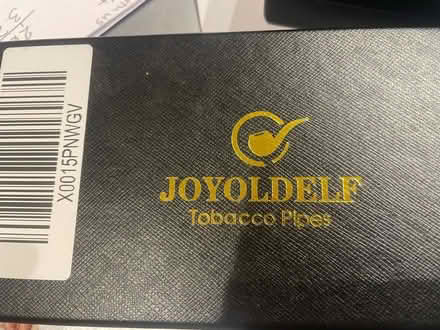 X0015PNWGV
JOYOLDELF
Tobacco Pipes